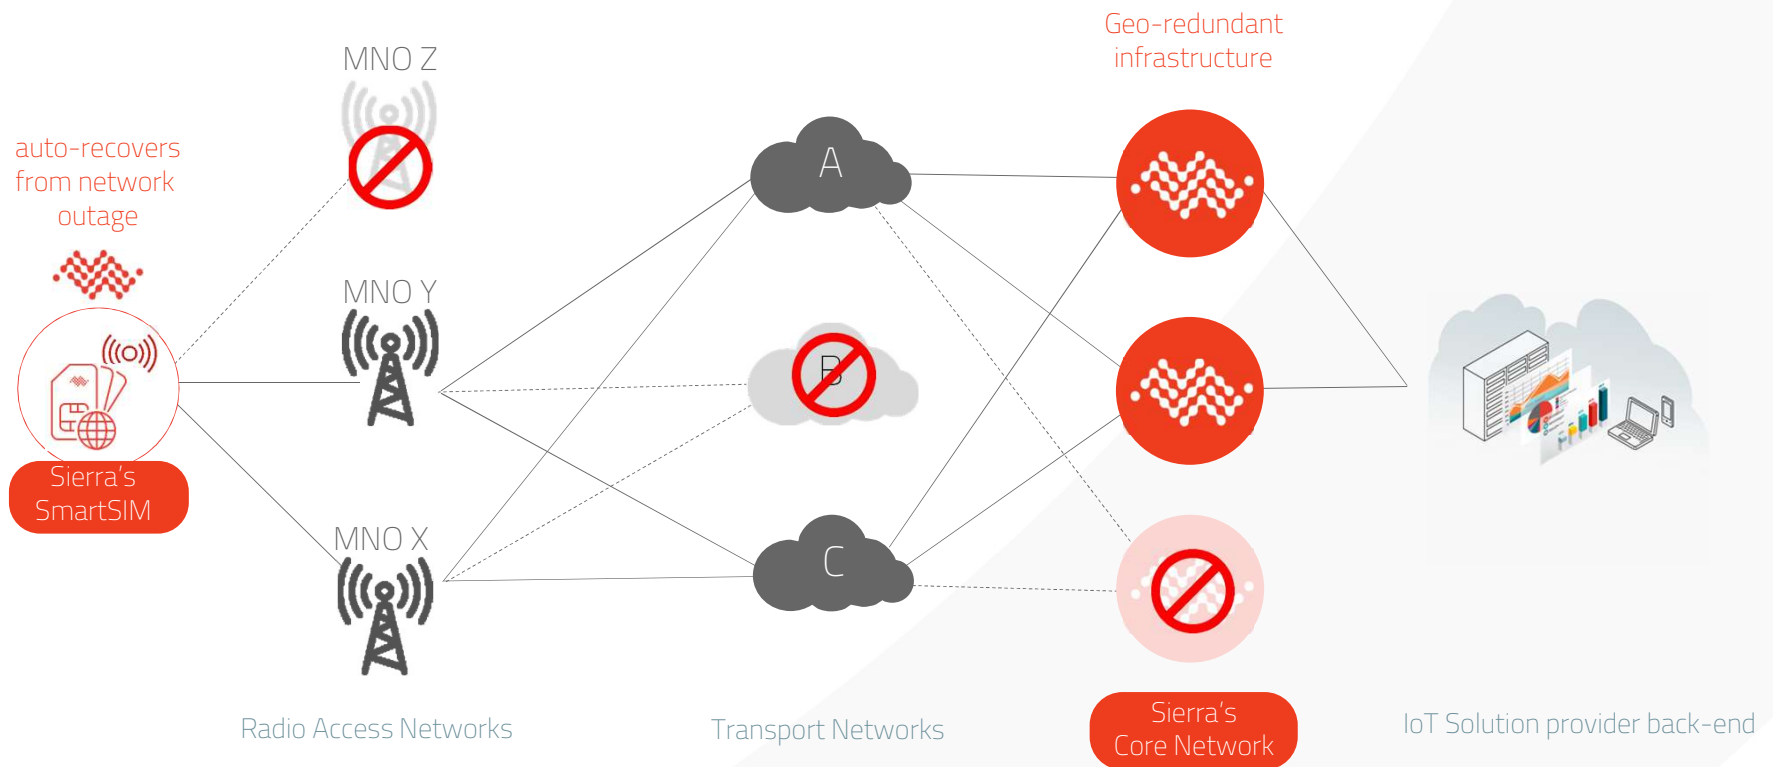 Geo-redundant
infrastructure
MNO Z
auto-recovers
from network
outage
A
MNO Y
B
Sierra's
SmartSIM
MNO X
C
Radio Access Networks
Transport Networks
Sierra's
Core Network
IoT Solution provider back-end